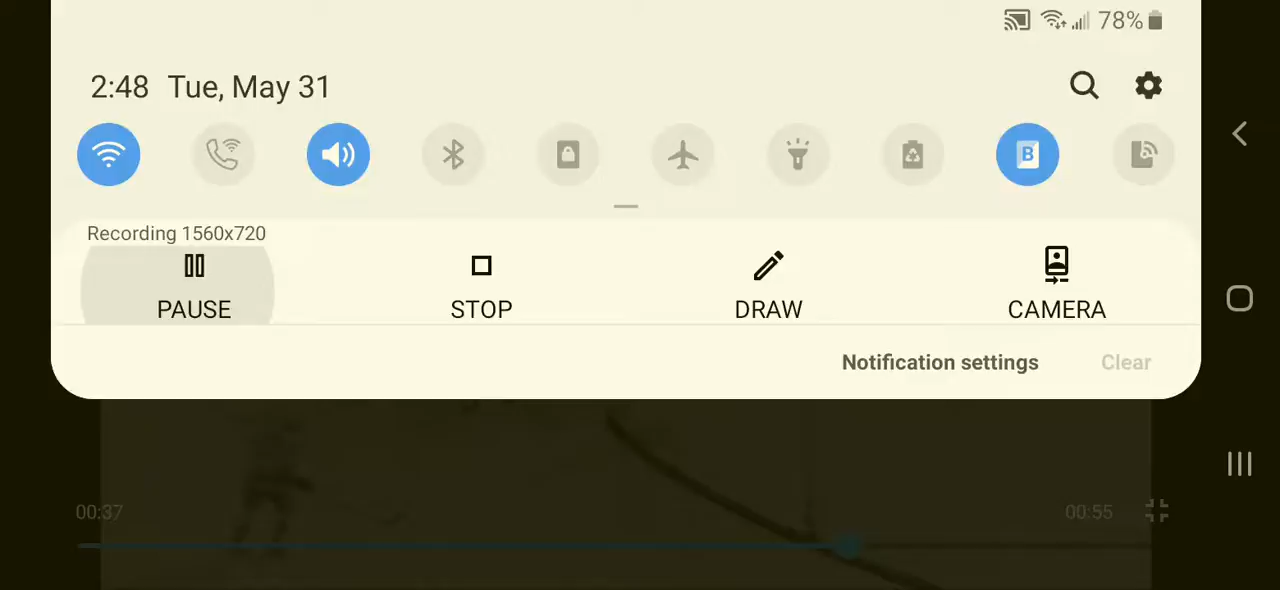 78%
2:48 Tue, May 31
B
Recording 1560x720
PAUSE STOP DRAW CAMERA
Notification settings Clear
00:37 00:55